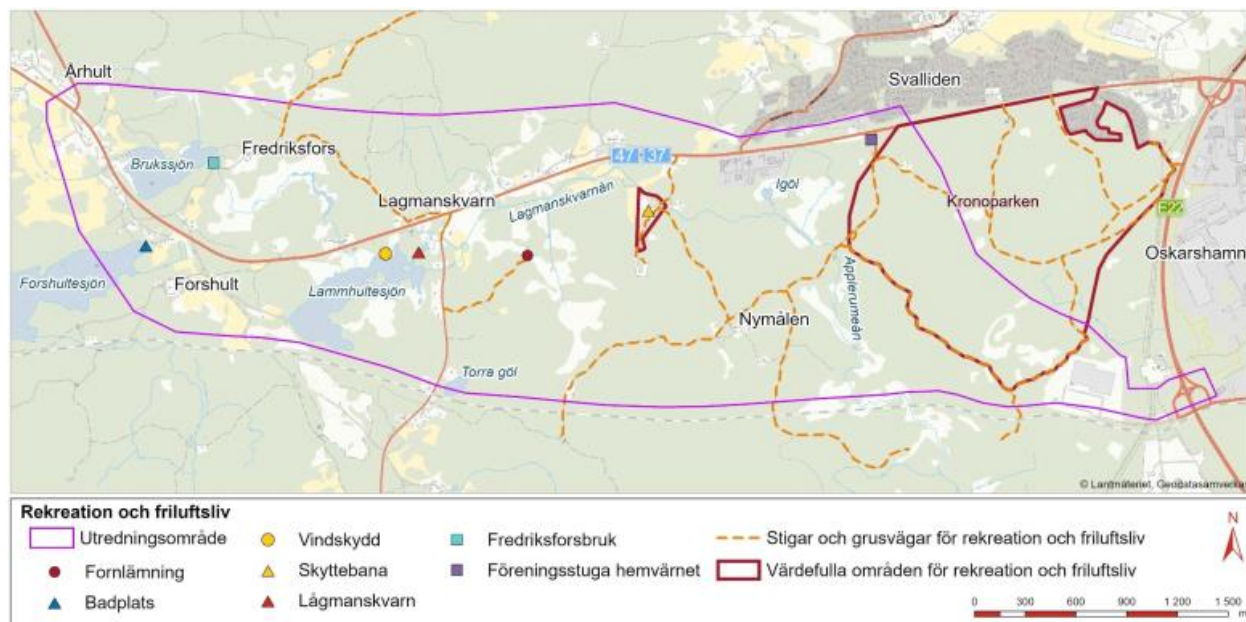 Århult
Svalliden
Fredriksfors
Brukssjön
47 37
Igöl
Lagmanskvarn
Lagmanskvarnån
Kronoparken
E22
Oskarshamn
Forshultesjön
Forshult
Lammhultesjön
Applerumeån
Nymålen
Torra göl
© Lantmäteriet, Geodatasamverkan
Rekreation och friluftsliv
Utredningsområde
Vindskydd
Fredriksforsbruk
Stigar och grusvägar för rekreation och friluftsliv
N
Fornlämning
Skyttebana
Föreningsstuga hemvärnet
Värdefulla områden för rekreation och friluftsliv
Badplats
Lågmanskvarn
0 300 600 900 1 200 1 500
m